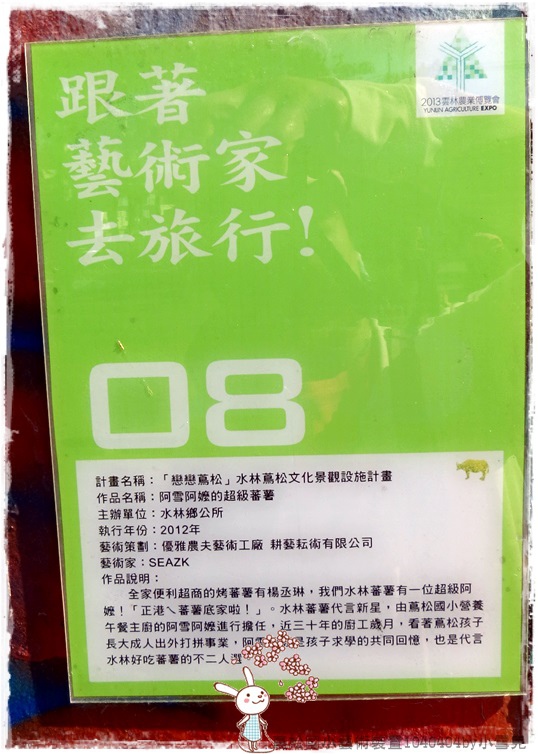 2013雲林農業博覽會
YUNLIN AGRICULTURE EXPO
跟著
藝術家
去旅行!
08
計畫名稱:「戀戀蔦松」水林蔦松文化景觀設施計畫
作品名稱:阿雪阿嬤的超級蕃薯
主辦單位:水林鄉公所
執行年份:2012年
藝術策劃:優雅農夫藝術工廠 耕藝耘術有限公司
藝術家:SEAZK
作品說明:
全家便利超商的烤蕃薯有楊丞琳,我們水林蕃薯有一位超級阿
嬤!「正港ㄟ蕃薯底家啦!」。水林蕃薯代言新星,由蔦松國小營養
午餐主廚的阿雪阿嬤進行擔任,近三十年的廚工歲月,看著蔦松孩子
長大成人出外打拼事業,阿雪 是孩子求學的共同回憶,也是代言
水林好吃蕃薯的不二人選